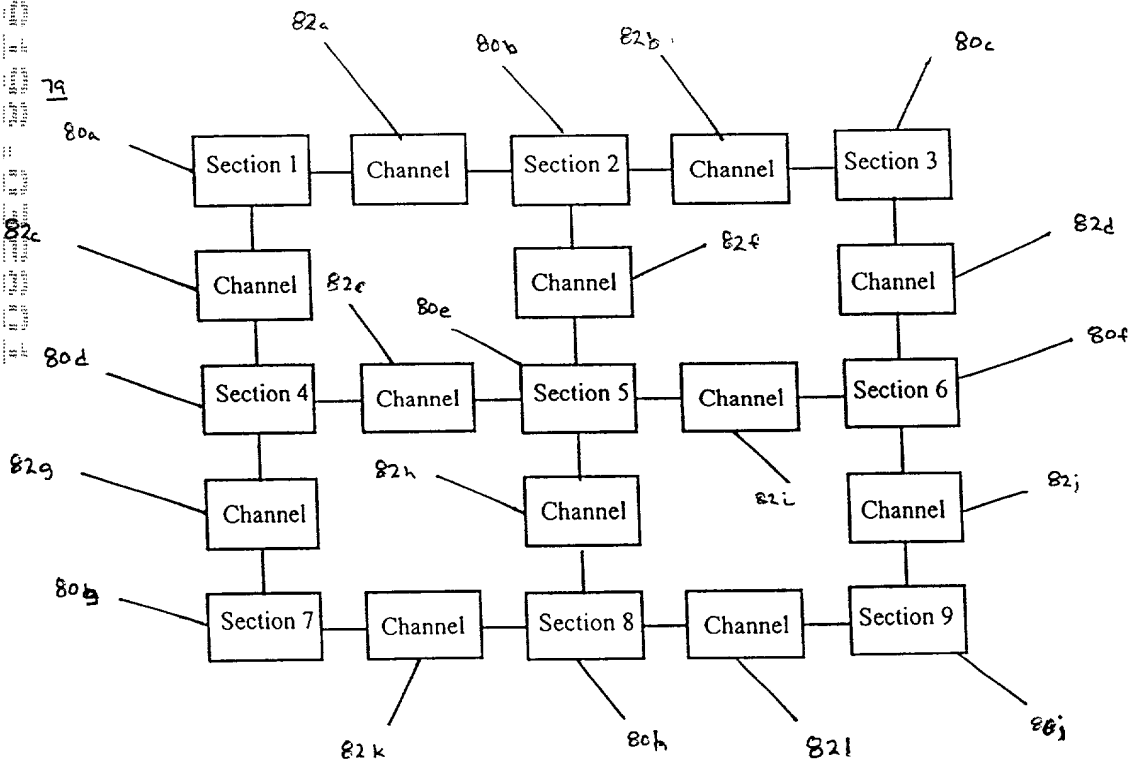 82a
80b
82b
80c
79
80a
Section 1
Channel
Section 2
Channel
Section 3
82c
82f
82d
Channel
Channel
Channel
82e
80e
80f
80d
Section 4
Channel
Section 5
Channel
Section 6
82g
82h
82i
82j
Channel
Channel
Channel
80g
Section 7
Channel
Section 8
Channel
Section 9
82k
80h
82l